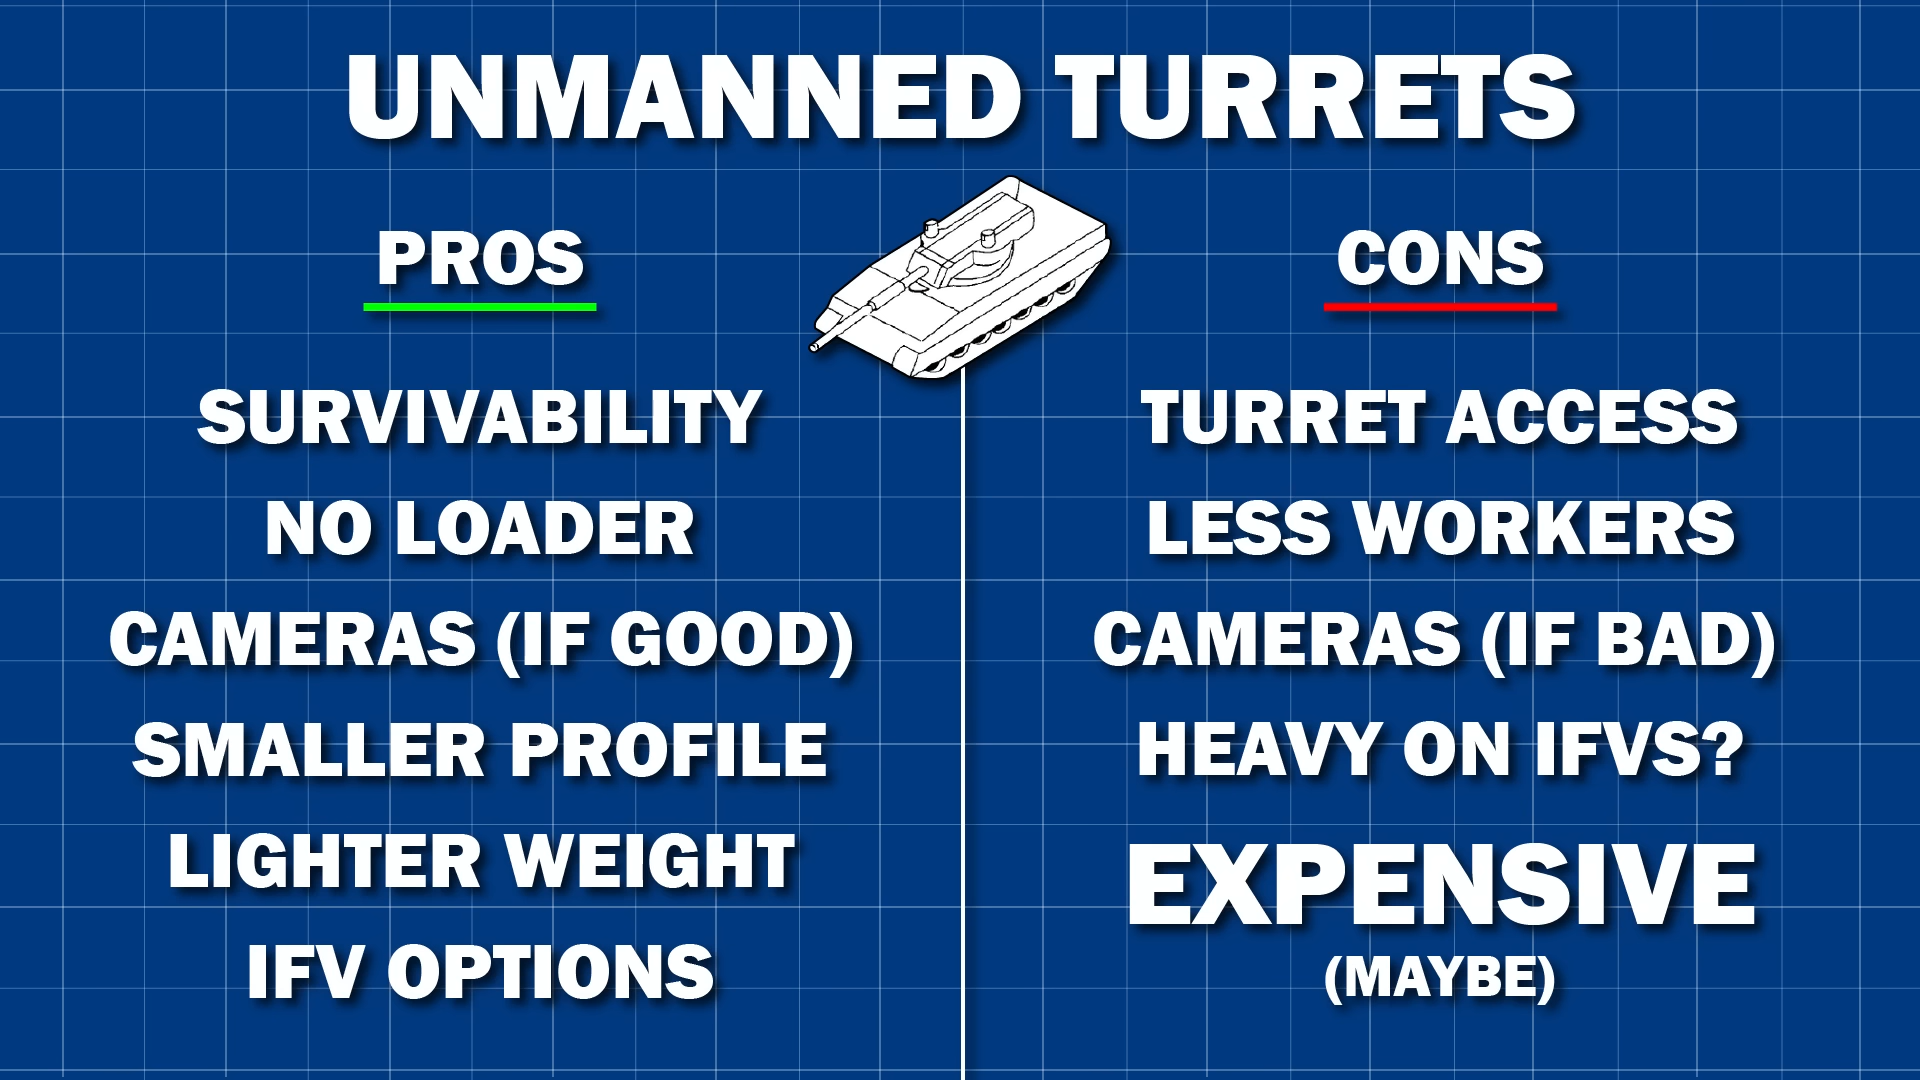 UNMANNED TURRETS
PROS
SURVIVABILITY
NO LOADER
CAMERAS (IF GOOD)
SMALLER PROFILE
LIGHTER WEIGHT
IFV OPTIONS
CONS
TURRET ACCESS
LESS WORKERS
CAMERAS (IF BAD)
HEAVY ON IFVS?
EXPENSIVE
(MAYBE)